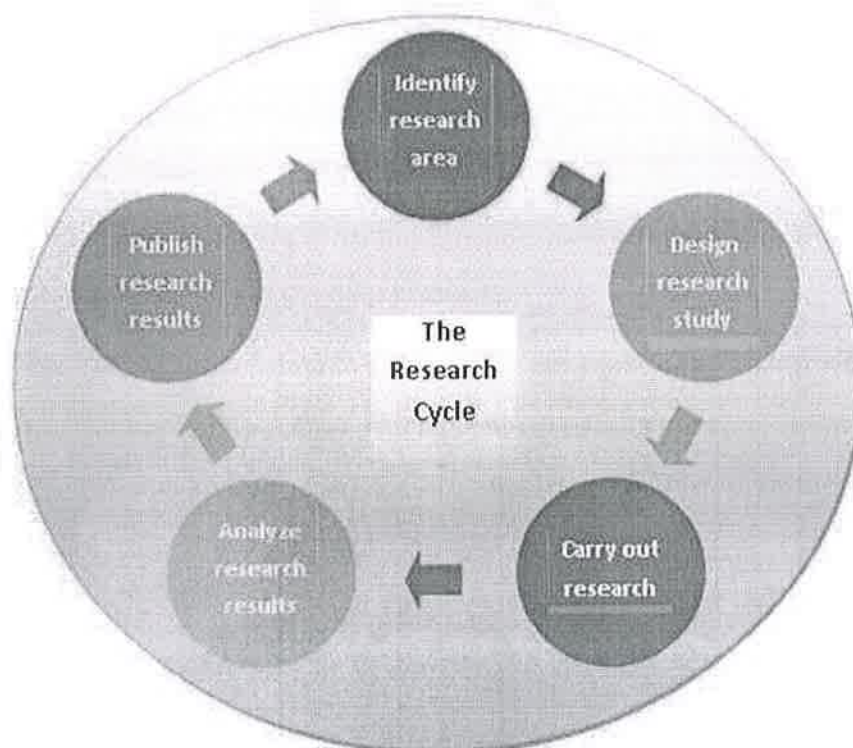 Identify
research
area
Design
research
study
Carry out
research
Analyze
research
results
Publish
research
results
The
Research
Cycle